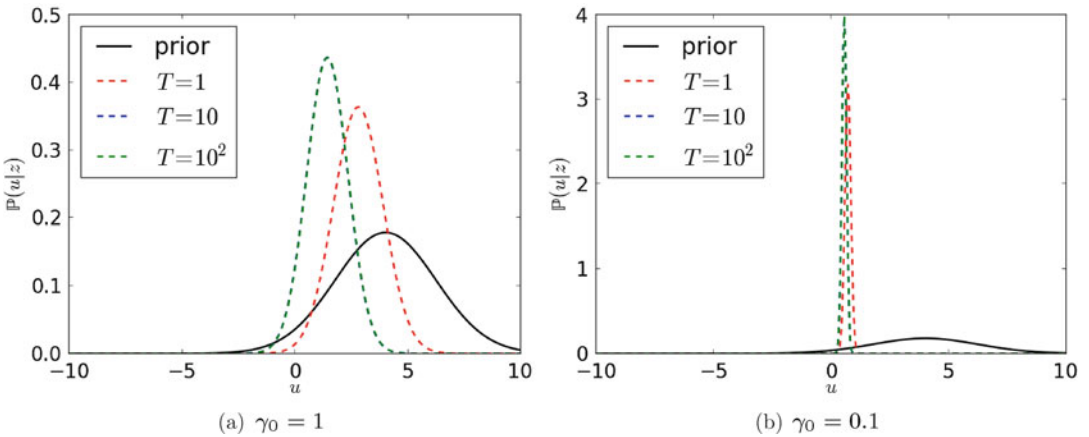 0.5
0.4
0.3
0.2
0.1
0.0
ℙ(u|z)
prior
T=1
T=10
T=10²
−10
−5
0
5
10
u
(a) γ₀ = 1
4
3
2
1
0
ℙ(u|z)
prior
T=1
T=10
T=10²
−10
−5
0
5
10
u
(b) γ₀ = 0.1